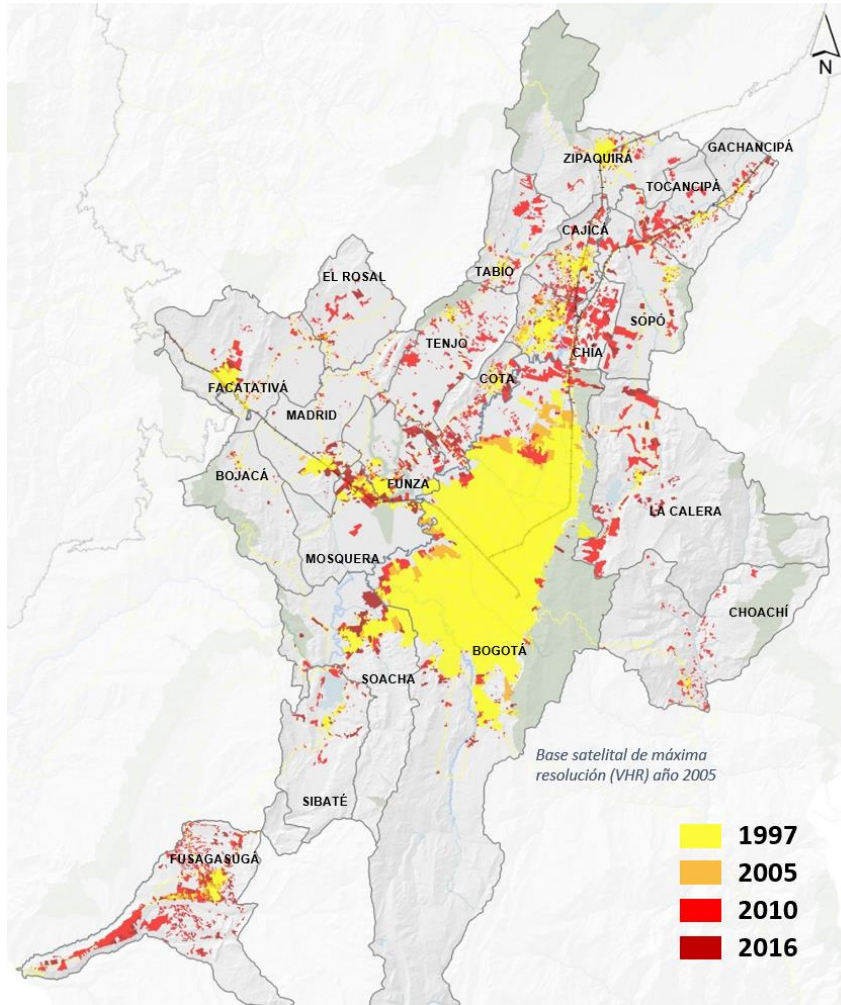 N
GACHANCIPÁ
ZIPAQUIRÁ
TOCANCIPÁ
CAJICÁ
TABIO
EL ROSAL
SOPÓ
TENJO
CHÍA
COTA
FACATATIVÁ
MADRID
BOJACÁ
FUNZA
LA CALERA
MOSQUERA
CHOACHÍ
BOGOTÁ
SOACHA
Base satelital de máxima
resolución (VHR) año 2005
SIBATÉ
1997
FUSAGASUGÁ
2005
2010
2016